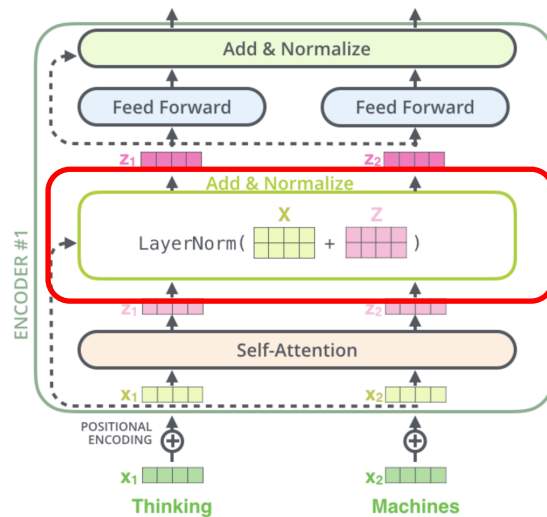 Add & Normalize
Feed Forward Feed Forward
z1 z2
Add & Normalize
X Z
LayerNorm( + )
z1 z2
Self-Attention
x1 x2
POSITIONAL
ENCODING
x1 x2
Thinking Machines
ENCODER #1